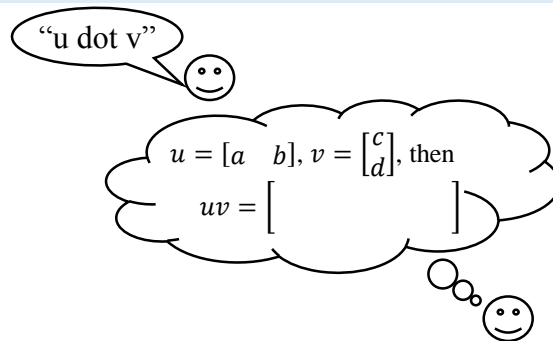 “u dot v”
𝑢 = [𝑎 𝑏], 𝑣 = [𝑐 𝑑], then
𝑢𝑣 = [ ]